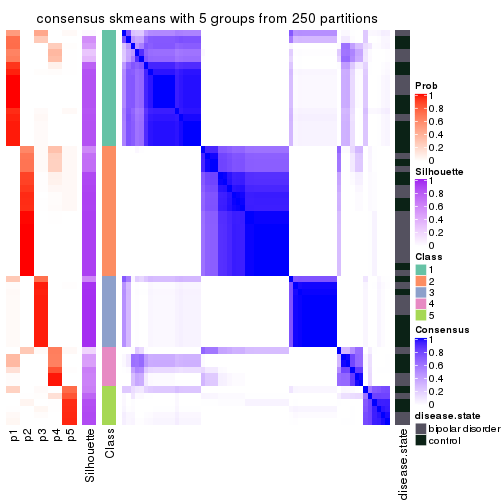 consensus skmeans with 5 groups from 250 partitions
Prob
1
0.8
0.6
0.4
0.2
0
Silhouette
1
0.8
0.6
0.4
0.2
0
Class
1
2
3
4
5
Consensus
1
0.8
0.6
0.4
0.2
0
disease.state
bipolar disorder
control
p1
p2
p3
p4
p5
Silhouette
Class
disease.state